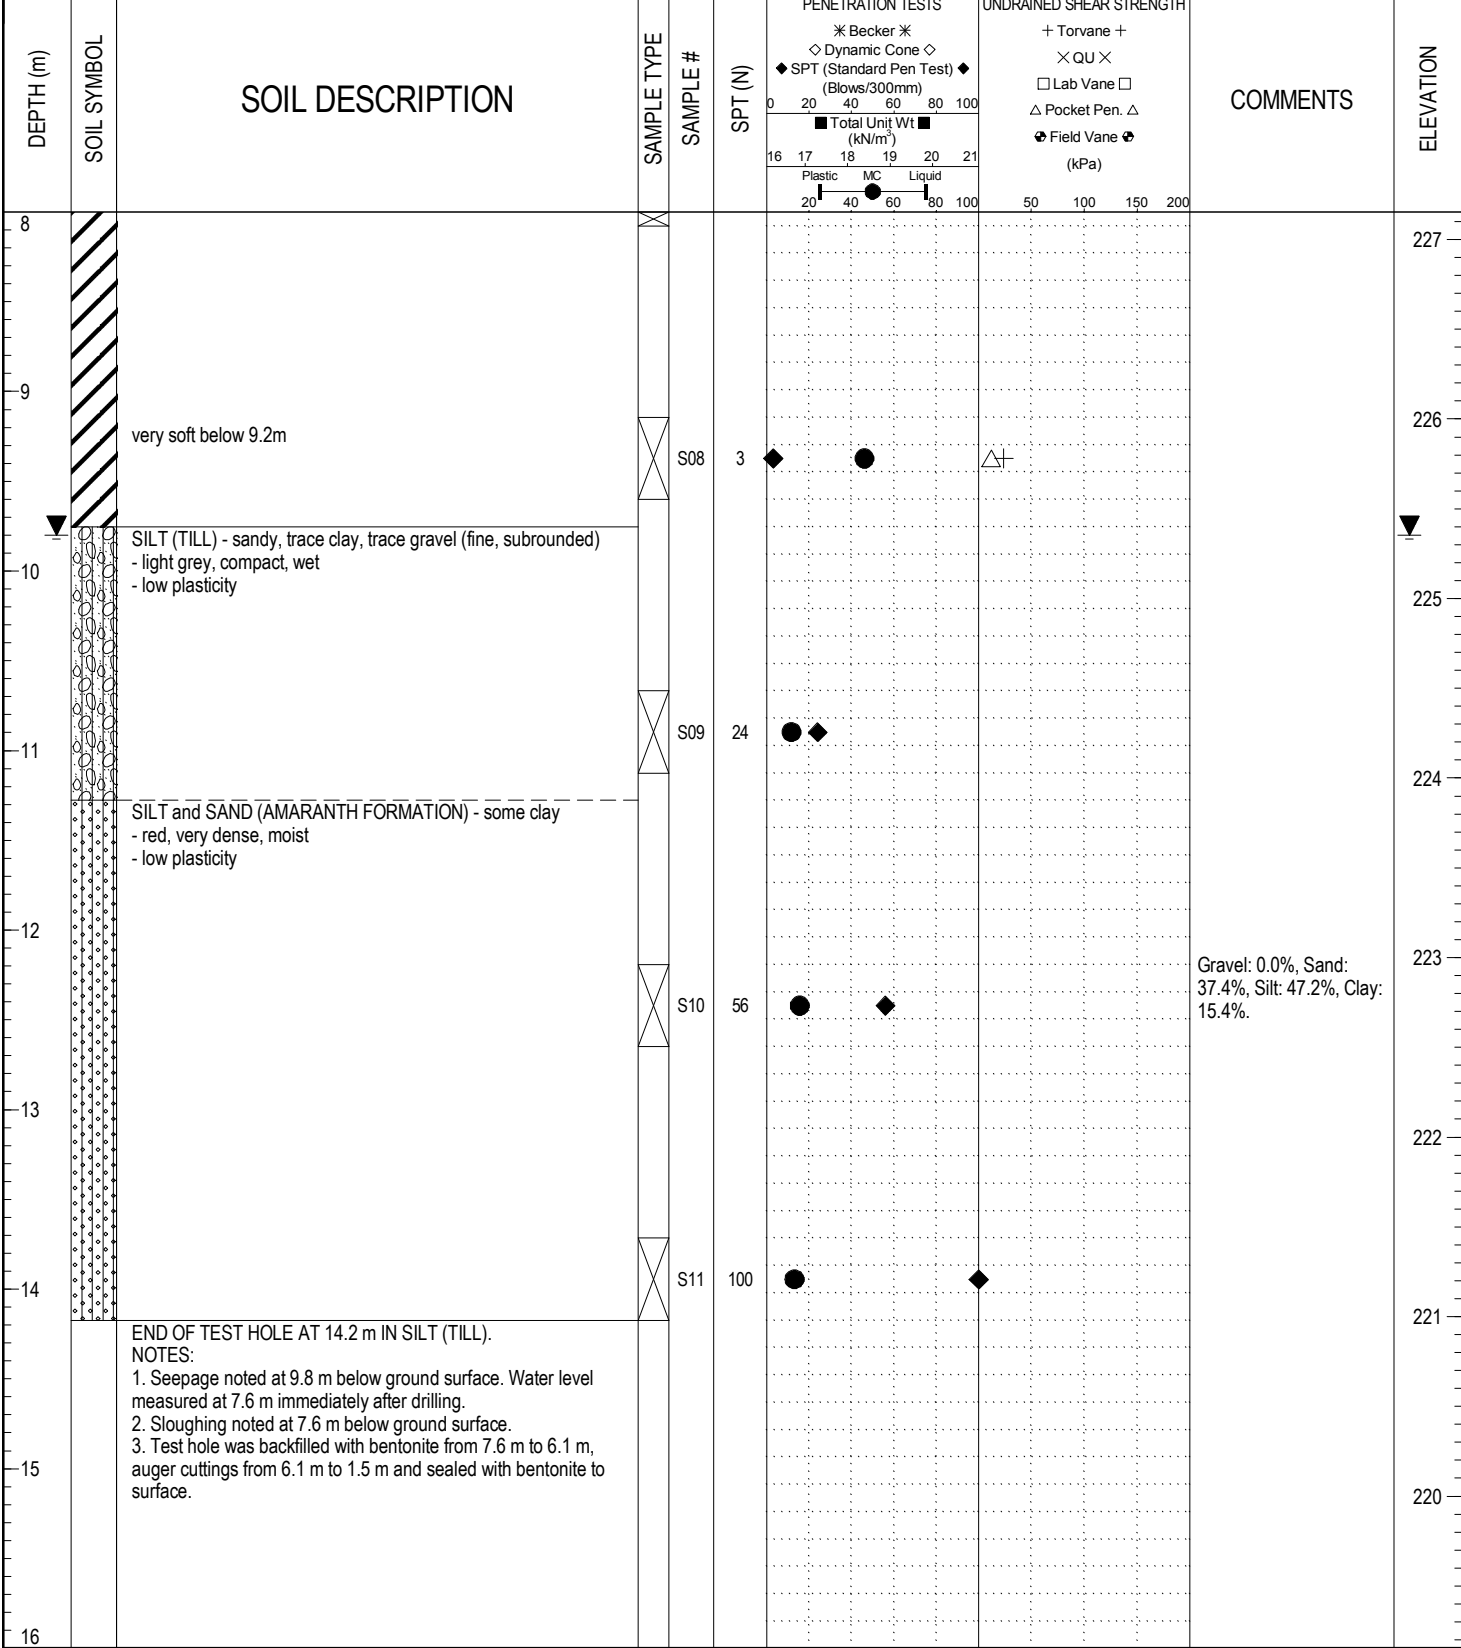 DEPTH (m)
SOIL SYMBOL
SOIL DESCRIPTION
SAMPLE TYPE
SAMPLE #
SPT (N)
PENETRATION TESTS
✳ Becker ✳
◇ Dynamic Cone ◇
◆ SPT (Standard Pen Test) ◆
(Blows/300mm)
0 20 40 60 80 100
■ Total Unit Wt ■
(kN/m³)
16 17 18 19 20 21
Plastic MC Liquid
20 40 60 80 100
UNDRAINED SHEAR STRENGTH
+ Torvane +
✕ QU ✕
□ Lab Vane □
△ Pocket Pen. △
Field Vane
(kPa)
50 100 150 200
COMMENTS
ELEVATION
8
227
9
226
very soft below 9.2m
S08 3
SILT (TILL) - sandy, trace clay, trace gravel (fine, subrounded)
- light grey, compact, wet
- low plasticity
10
225
S09 24
11
224
SILT and SAND (AMARANTH FORMATION) - some clay
- red, very dense, moist
- low plasticity
12
223
S10 56
Gravel: 0.0%, Sand:
37.4%, Silt: 47.2%, Clay:
15.4%.
13
222
S11 100
14
221
END OF TEST HOLE AT 14.2 m IN SILT (TILL).
NOTES:
1. Seepage noted at 9.8 m below ground surface. Water level
measured at 7.6 m immediately after drilling.
2. Sloughing noted at 7.6 m below ground surface.
3. Test hole was backfilled with bentonite from 7.6 m to 6.1 m,
auger cuttings from 6.1 m to 1.5 m and sealed with bentonite to
surface.
15
220
16